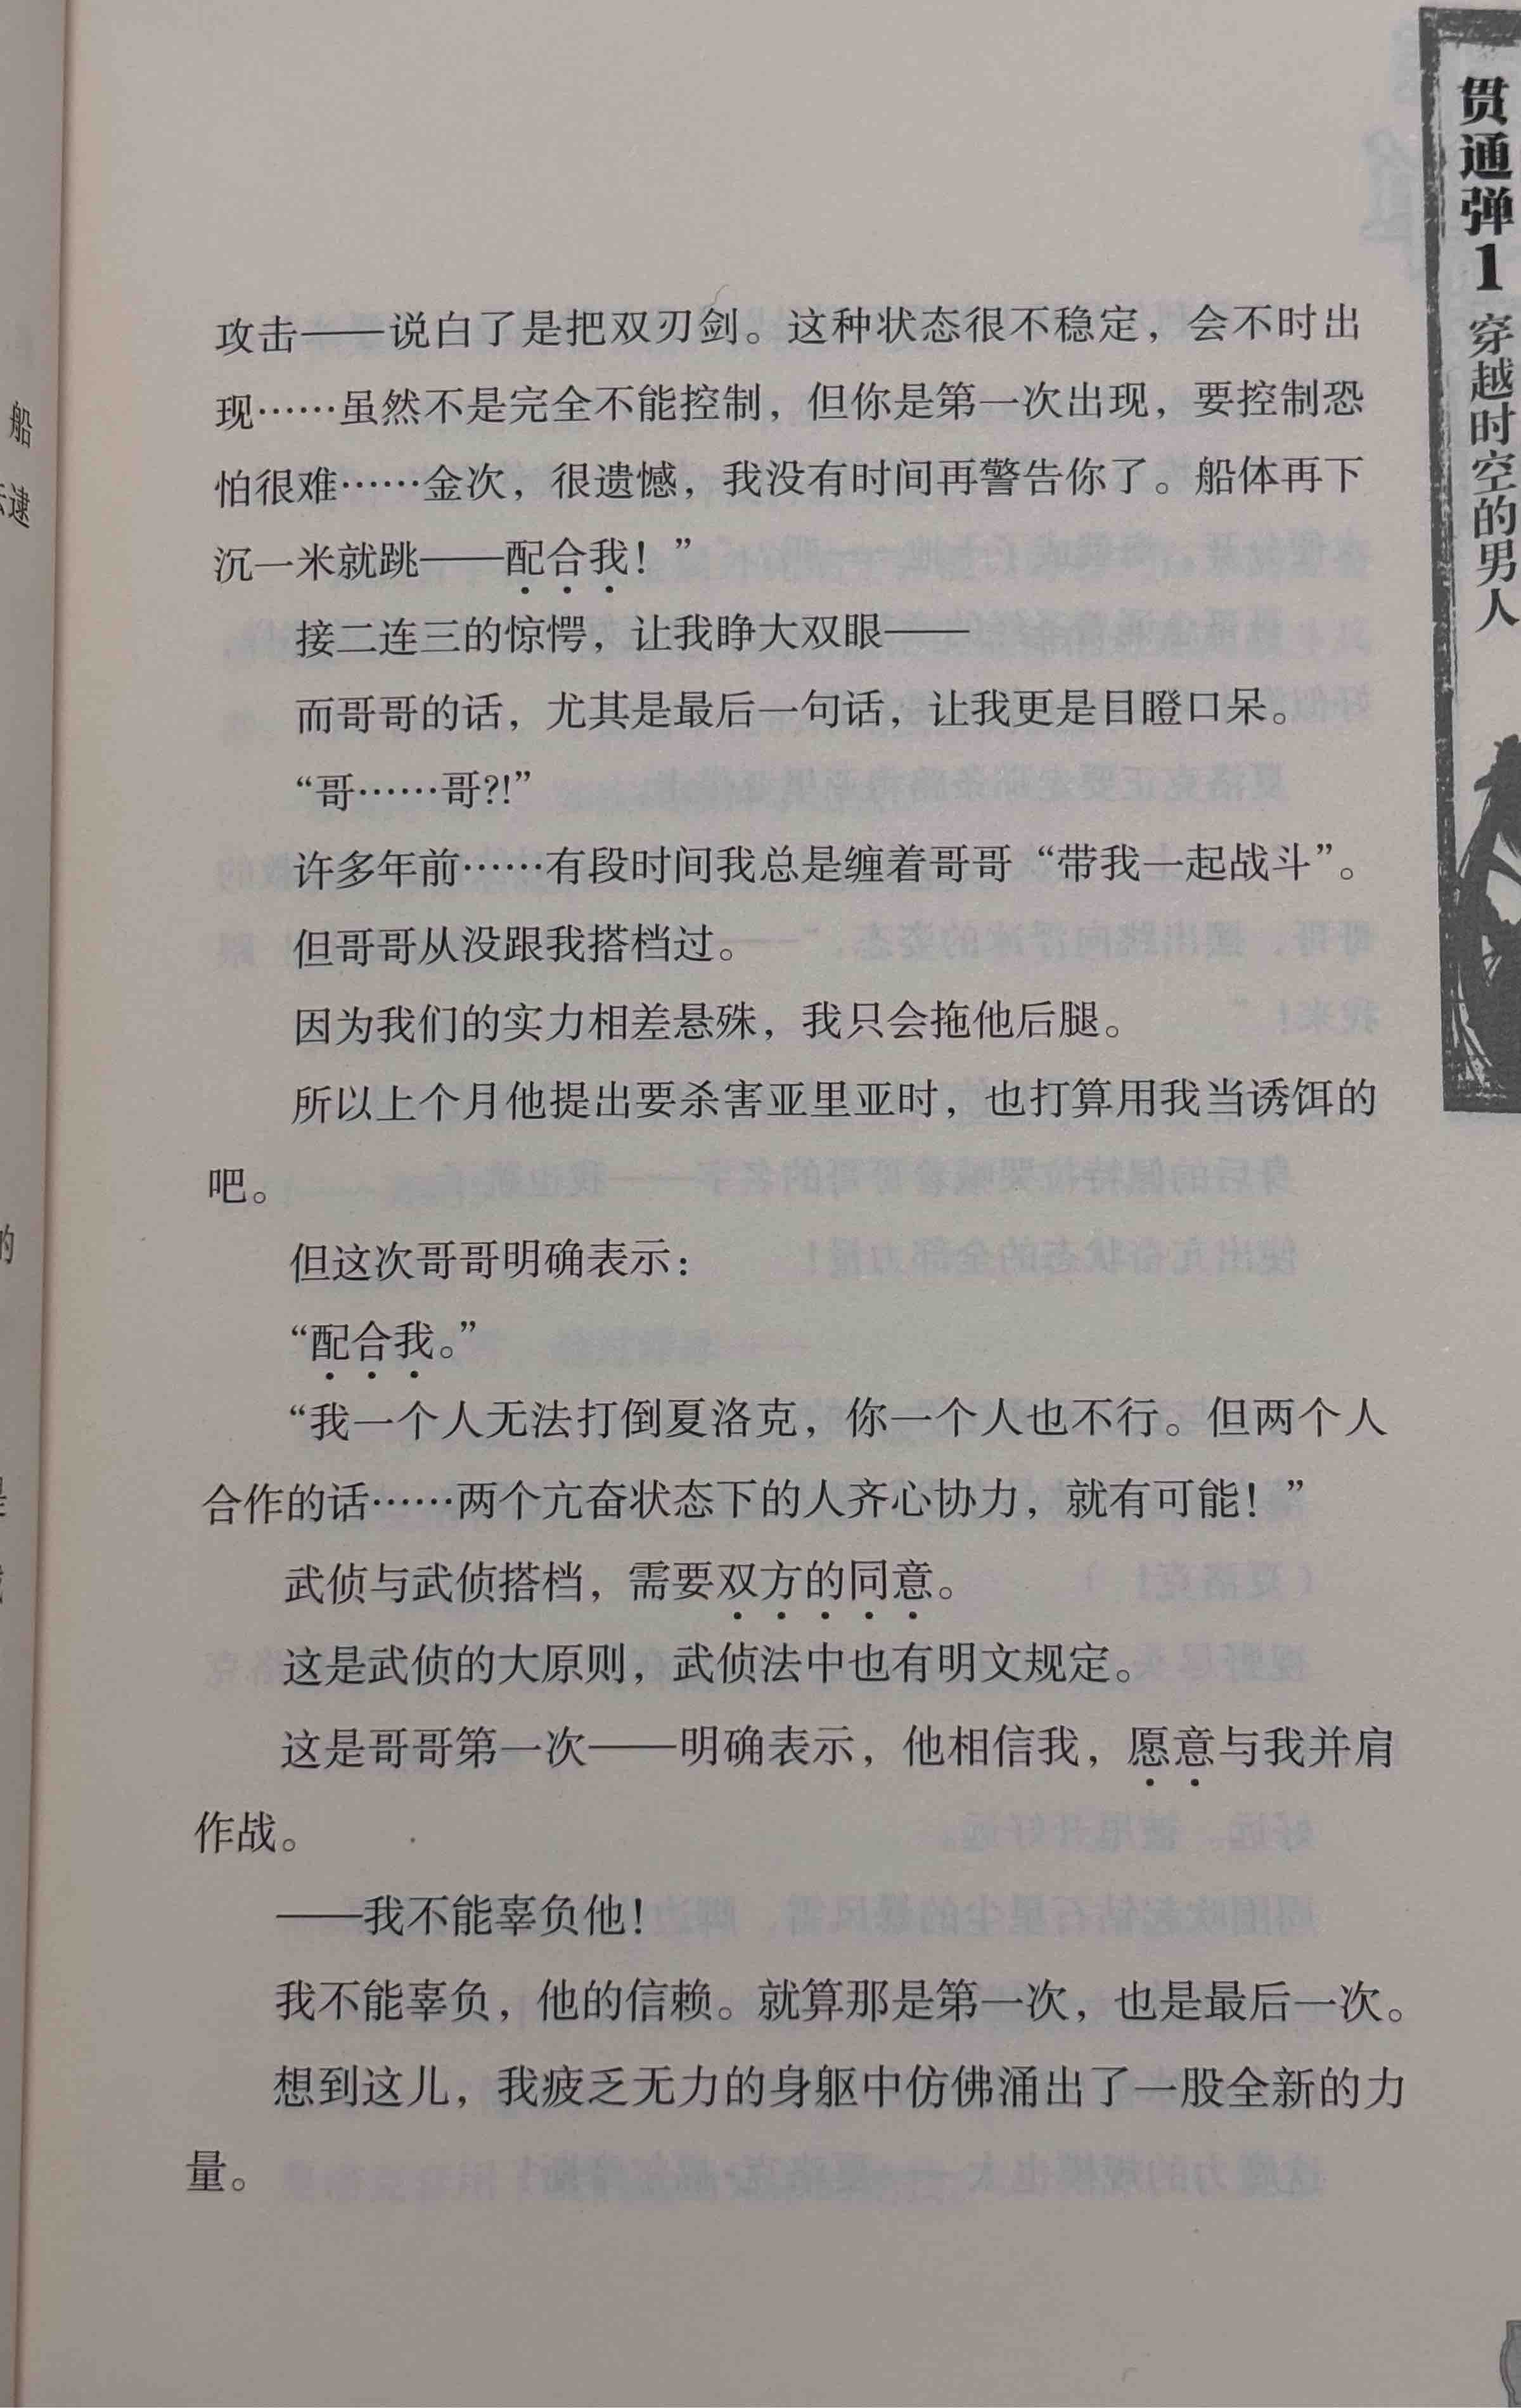 攻击——说白了是把双刃剑。这种状态很不稳定，会不时出
现……虽然不是完全不能控制，但你是第一次出现，要控制恐
怕很难……金次，很遗憾，我没有时间再警告你了。船体再下
沉一米就跳——配合我！”
接二连三的惊愕，让我睁大双眼——
而哥哥的话，尤其是最后一句话，让我更是目瞪口呆。
“哥……哥?!”
许多年前……有段时间我总是缠着哥哥“带我一起战斗”。
但哥哥从没跟我搭档过。
因为我们的实力相差悬殊，我只会拖他后腿。
所以上个月他提出要杀害亚里亚时，也打算用我当诱饵的
吧。
但这次哥哥明确表示：
“配合我。”
“我一个人无法打倒夏洛克，你一个人也不行。但两个人
合作的话……两个亢奋状态下的人齐心协力，就有可能！”
武侦与武侦搭档，需要双方的同意。
这是武侦的大原则，武侦法中也有明文规定。
这是哥哥第一次——明确表示，他相信我，愿意与我并肩
作战。
——我不能辜负他！
我不能辜负，他的信赖。就算那是第一次，也是最后一次。
想到这儿，我疲乏无力的身躯中仿佛涌出了一股全新的力
量。
贯通弹1 穿越时空的男人
船
逮
的